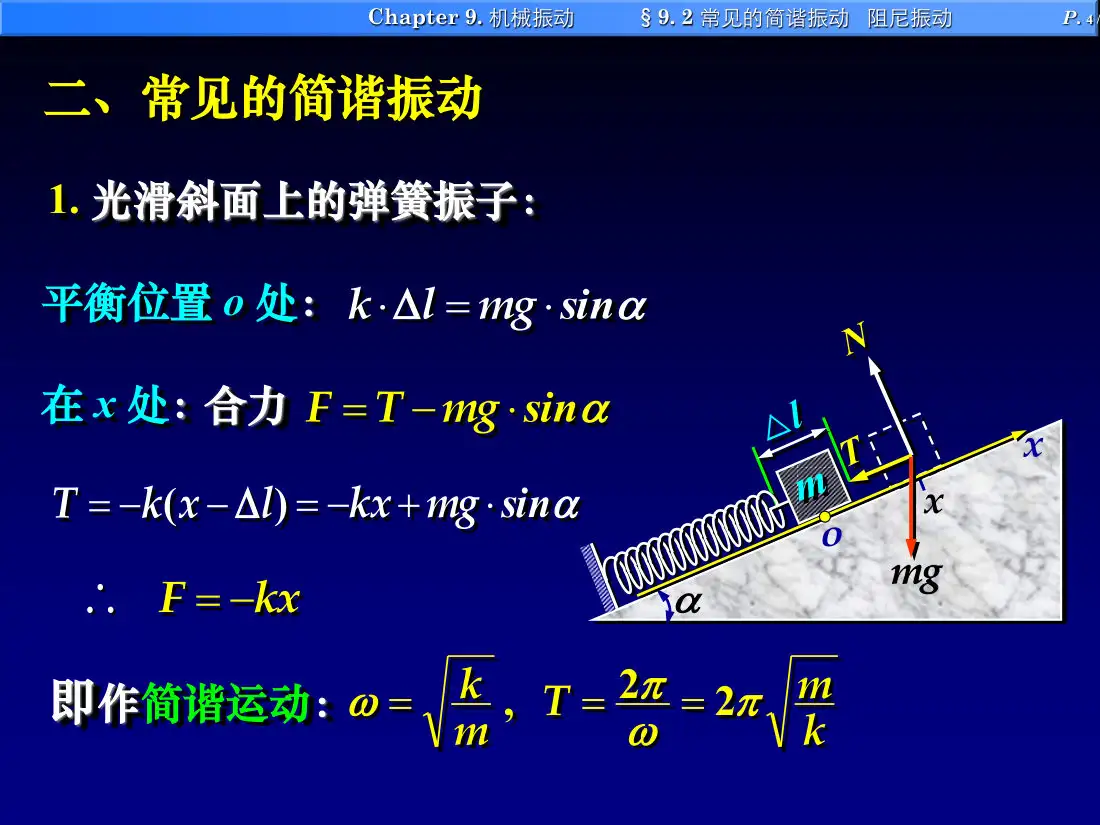 Chapter 9. 机械振动 §9. 2 常见的简谐振动 阻尼振动 P. 4/
二、常见的简谐振动
1. 光滑斜面上的弹簧振子：
平衡位置 o 处： k · Δl = mg · sinα
在 x 处：合力 F = T − mg · sinα
T = −k(x − Δl) = −kx + mg · sinα
∴ F = −kx
即作简谐运动：ω = √(k/m) , T = 2π/ω = 2π√(m/k)
N
△l
T
x
m
x
o
mg
α